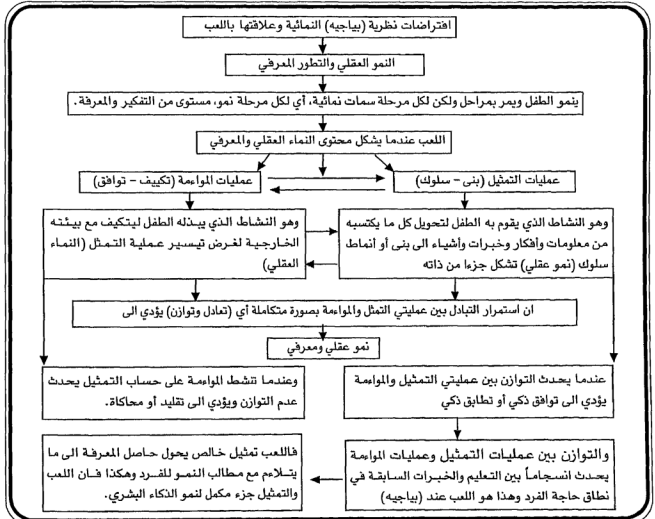 افتراضات نظرية (بياجيه) النمائية وعلاقتها باللعب
النمو العقلي والتطور المعرفي
ينمو الطفل ويمر بمراحل ولكن لكل مرحلة سمات نمائية، أي لكل مرحلة نمو، مستوى من التفكير والمعرفة.
اللعب عندما يشكل محتوى النماء العقلي والمعرفي
عمليات التمثيل (بنى – سلوك)
عمليات المواءمة (تكييف – توافق)
وهو النشاط الذي يقوم به الطفل لتحويل كل ما يكتسبه
من معلومات وأفكار وخبرات وأشياء الى بنى أو أنماط
سلوك (نمو عقلي) تشكل جزءا من ذاته
وهو النشاط الذي يبذله الطفل ليتكيف مع بيئته
الخارجية لغرض تيسير عملية التمثل (النماء
العقلي)
ان استمرار التبادل بين عمليتي التمثل والمواءمة بصورة متكاملة أي (تعادل وتوازن) يؤدي الى
نمو عقلي ومعرفي
عندما يحدث التوازن بين عمليتي التمثيل والمواءمة
يؤدي الى توافق ذكي أو تطابق ذكي
وعندما تنشط المواءمة على حساب التمثيل يحدث
عدم التوازن ويؤدي الى تقليد أو محاكاة.
والتوازن بين عمليات التمثيل وعمليات المواءمة
يحدث انسجاماً بين التعليم والخبرات السابقة في
نطاق حاجة الفرد وهذا هو اللعب عند (بياجيه)
فاللعب تمثيل خالص يحول حاصل المعرفة الى ما
يتلاءم مع مطالب النمو للفرد وهكذا فان اللعب
والتمثيل جزء مكمل لنمو الذكاء البشري.